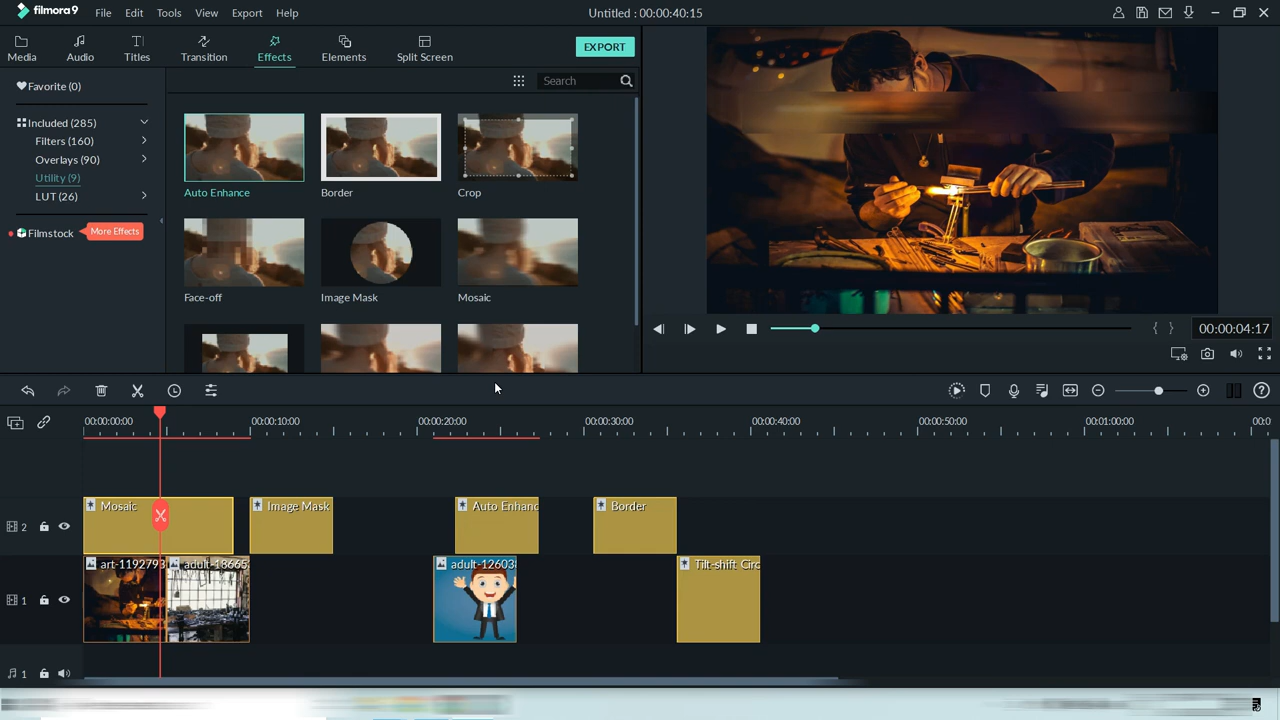 filmora 9
File Edit Tools View Export Help
Untitled : 00:00:40:15
Media Audio Titles Transition Effects Elements Split Screen
EXPORT
Favorite (0)
Search
Included (285)
Filters (160)
Overlays (90)
Utility (9)
LUT (26)
Filmstock
More Effects
Auto Enhance Border Crop
Face-off Image Mask Mosaic
00:00:04:17
00:00:00:00 00:00:10:00 00:00:20:00 00:00:30:00 00:00:40:00 00:00:50:00 00:01:00:00 00:0
2 Mosaic Image Mask Auto Enhanc Border
art-1192793 adult-18665 adult-12603 Tilt-shift Circ
1
1